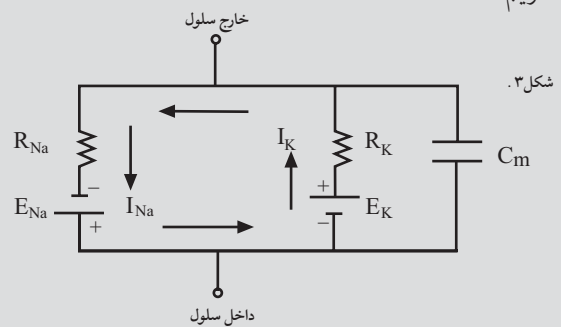 خارج سلول
شکل۳.
R_Na
−
E_Na
+
I_Na
I_K
R_K
+
E_K
−
C_m
داخل سلول